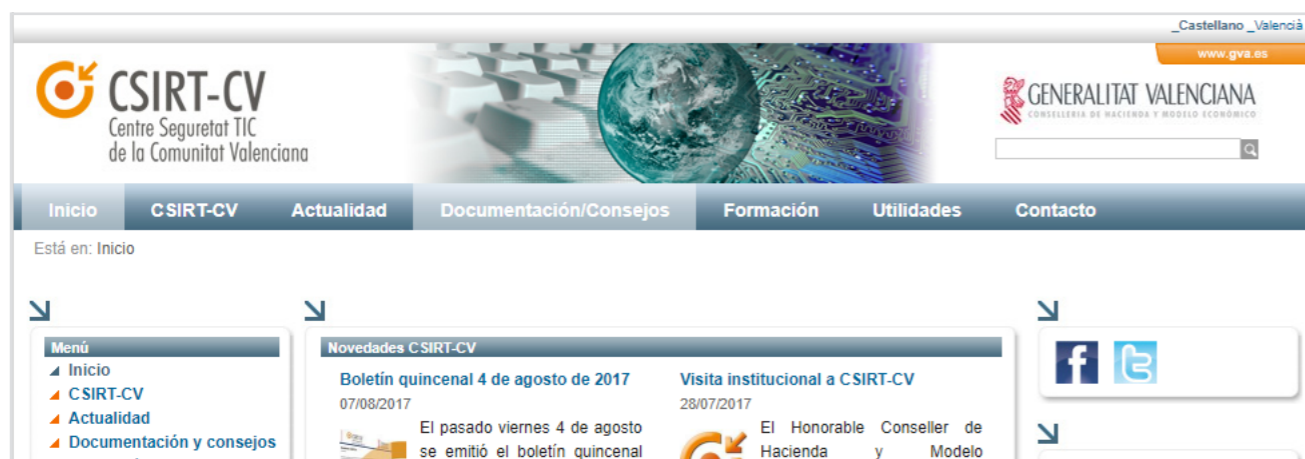 _Castellano _Valencià
www.gva.es
CSIRT-CV
Centre Seguretat TIC
de la Comunitat Valenciana
GENERALITAT VALENCIANA
CONSELLERIA DE HACIENDA Y MODELO ECONÓMICO
Inicio CSIRT-CV Actualidad Documentación/Consejos Formación Utilidades Contacto
Está en: Inicio
Menú
Inicio
CSIRT-CV
Actualidad
Documentación y consejos
Novedades CSIRT-CV
Boletín quincenal 4 de agosto de 2017
07/08/2017
El pasado viernes 4 de agosto
se emitió el boletín quincenal
Visita institucional a CSIRT-CV
28/07/2017
El Honorable Conseller de
Hacienda y Modelo